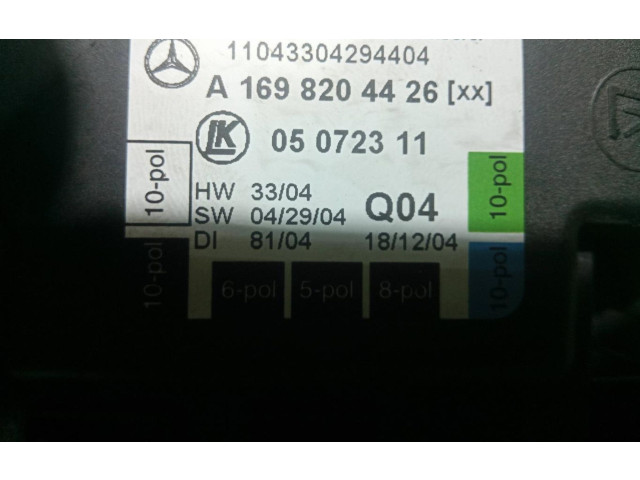 11043304294404
A 169 820 44 26 [xx]
LK 05 0723 11
HW 33/04
SW 04/29/04 Q04
DI 81/04 18/12/04
10-pol
10-pol
6-pol 5-pol 8-pol
10-pol
10-pol